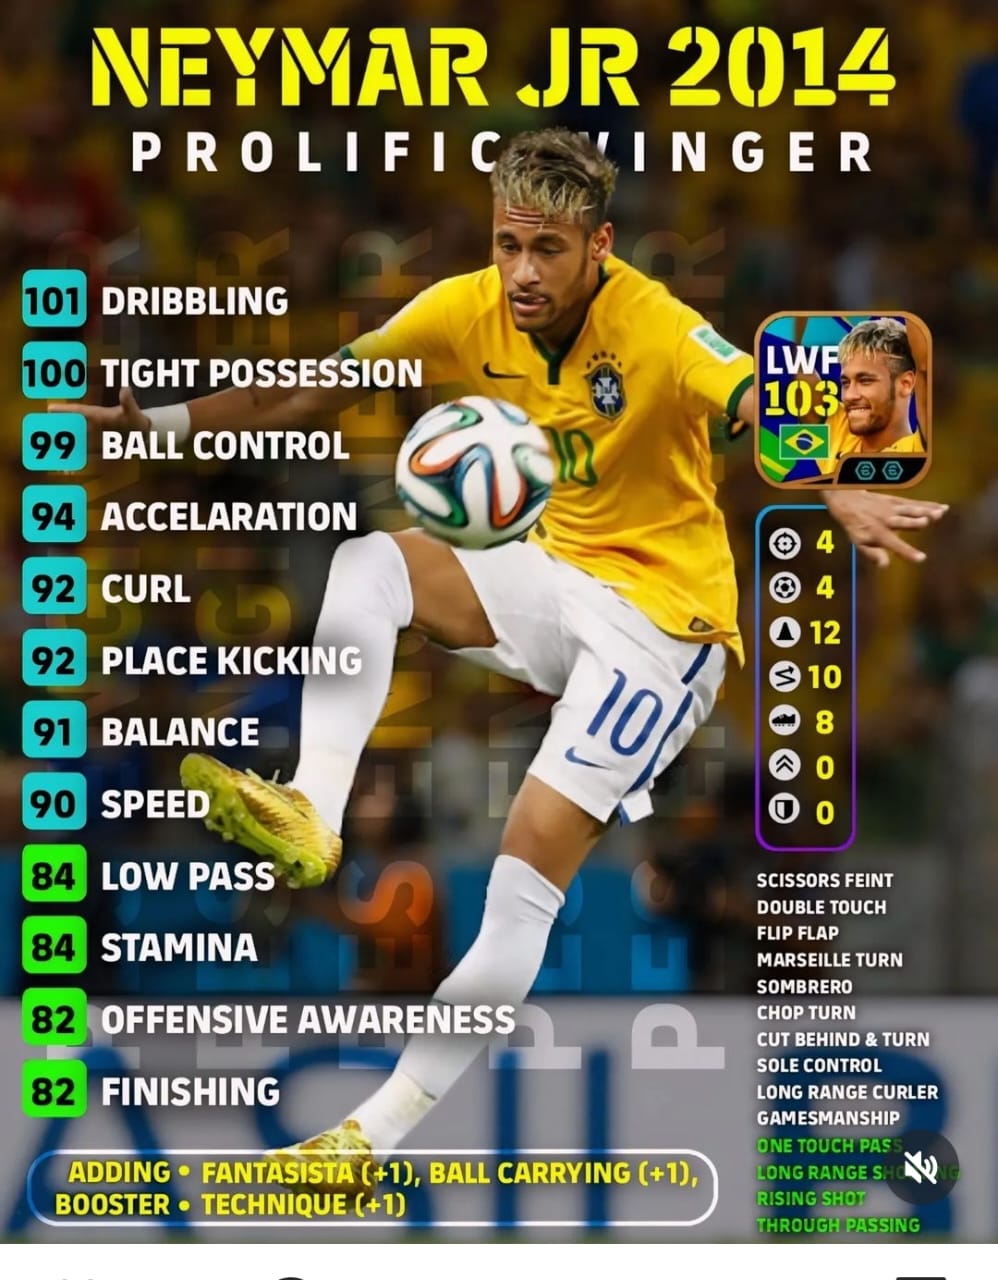 NEYMAR JR 2014
PROLIFIC WINGER
101 DRIBBLING
100 TIGHT POSSESSION
99 BALL CONTROL
94 ACCELARATION
92 CURL
92 PLACE KICKING
91 BALANCE
90 SPEED
84 LOW PASS
84 STAMINA
82 OFFENSIVE AWARENESS
82 FINISHING
ADDING • FANTASISTA (+1), BALL CARRYING (+1),
BOOSTER • TECHNIQUE (+1)
10
10
LWF
103
4
4
12
10
8
0
0
SCISSORS FEINT
DOUBLE TOUCH
FLIP FLAP
MARSEILLE TURN
SOMBRERO
CHOP TURN
CUT BEHIND & TURN
SOLE CONTROL
LONG RANGE CURLER
GAMESMANSHIP
ONE TOUCH PASS
LONG RANGE SHOOTING
RISING SHOT
THROUGH PASSING